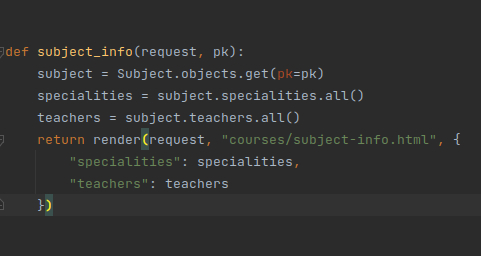 def subject_info(request, pk):
    subject = Subject.objects.get(pk=pk)
    specialities = subject.specialities.all()
    teachers = subject.teachers.all()
    return render(request, "courses/subject-info.html", {
        "specialities": specialities,
        "teachers": teachers
    })